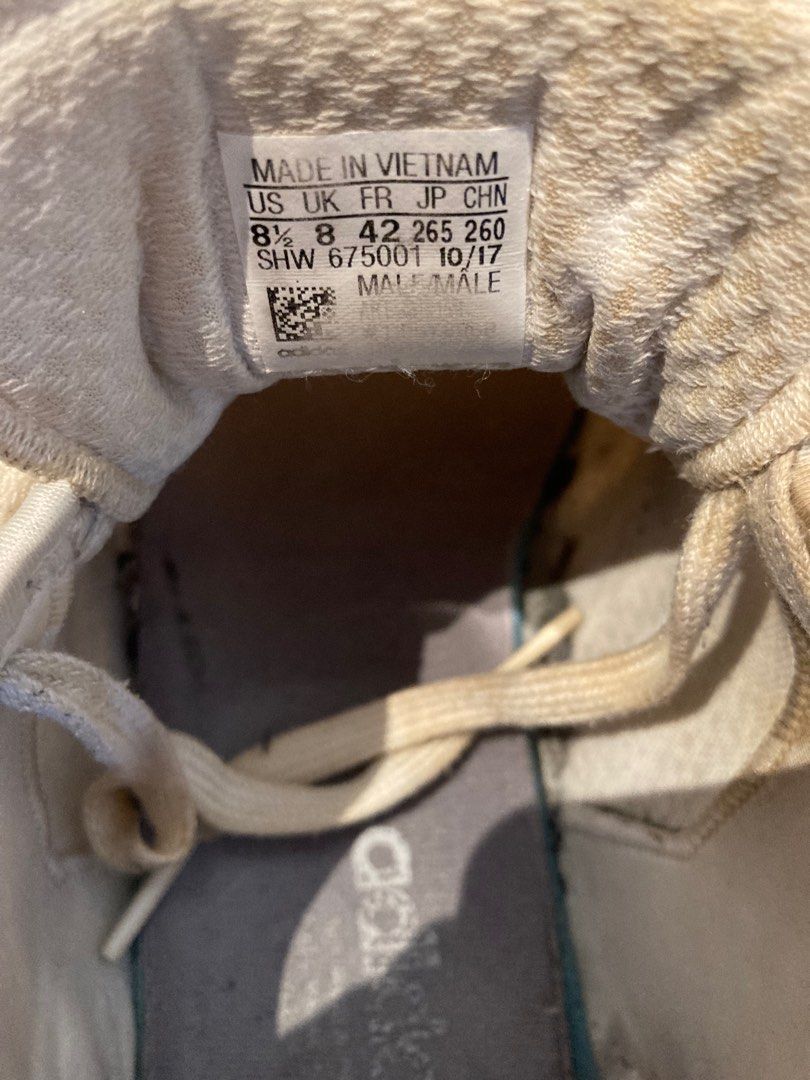 MADE IN VIETNAM
US UK FR JP CHN
8½ 8 42 265 260
SHW 675001 10/17
MALE/MÂLE
adidas